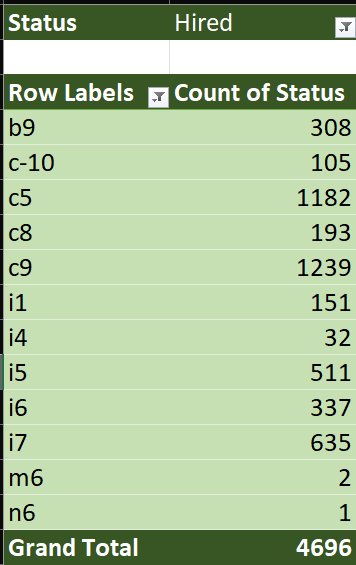 Status Hired
Row Labels Count of Status
b9 308
c-10 105
c5 1182
c8 193
c9 1239
i1 151
i4 32
i5 511
i6 337
i7 635
m6 2
n6 1
Grand Total 4696